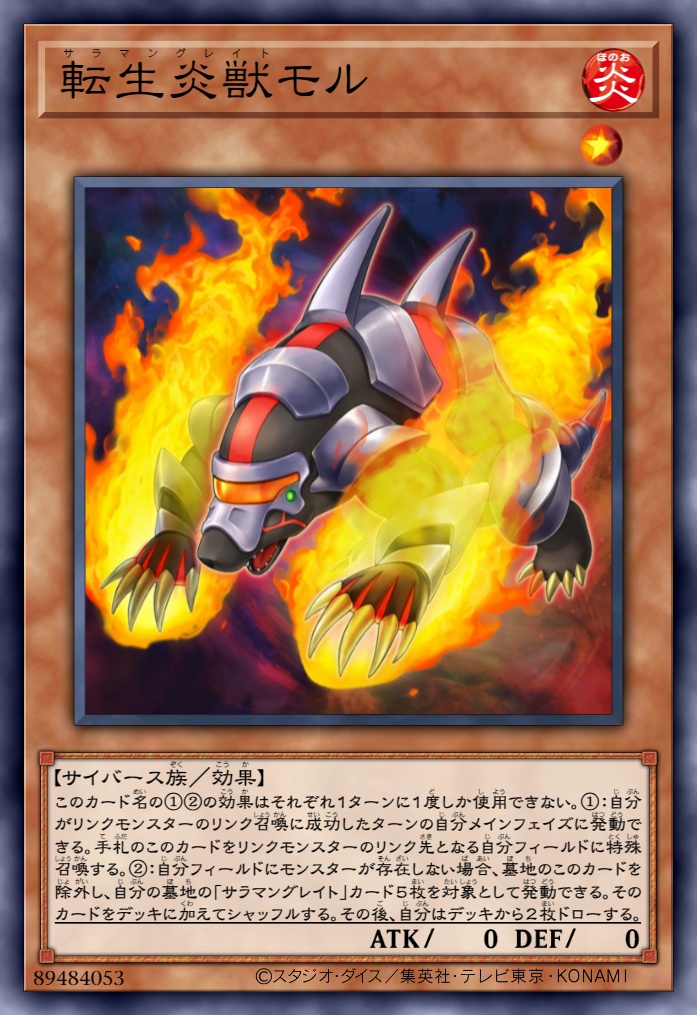 サラマングレイト
転生炎獣モル
ほのお
炎
【サイバース族／効果】
このカード名の①②の効果はそれぞれ1ターンに1度しか使用できない。①：自分
がリンクモンスターのリンク召喚に成功したターンの自分メインフェイズに発動で
きる。手札のこのカードをリンクモンスターのリンク先となる自分フィールドに特殊
召喚する。②：自分フィールドにモンスターが存在しない場合、墓地のこのカードを
除外し、自分の墓地の「サラマングレイト」カード５枚を対象として発動できる。その
カードをデッキに加えてシャッフルする。その後、自分はデッキから２枚ドローする。
ATK/ 0 DEF/ 0
89484053 ©スタジオ・ダイス／集英社・テレビ東京・KONAMI